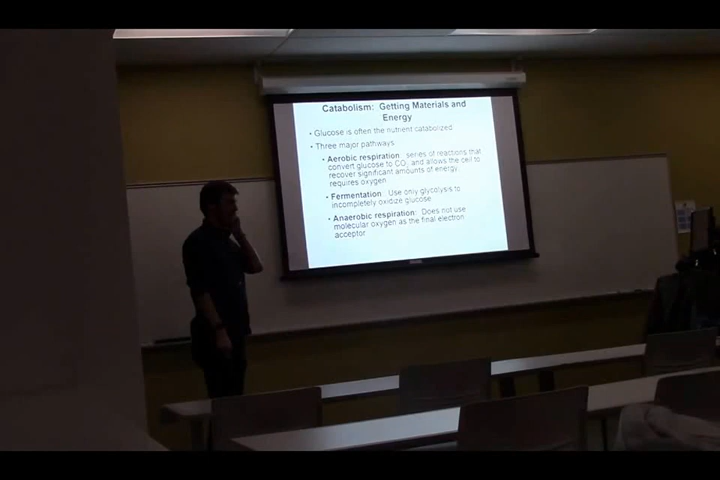 Catabolism: Getting Materials and
Energy
• Glucose is often the nutrient catabolized
• Three major pathways:
• Aerobic respiration: series of reactions that
convert glucose to CO2 and allows the cell to
recover significant amounts of energy,
requires oxygen
• Fermentation: Use only glycolysis to
incompletely oxidize glucose
• Anaerobic respiration: Does not use
molecular oxygen as the final electron
acceptor